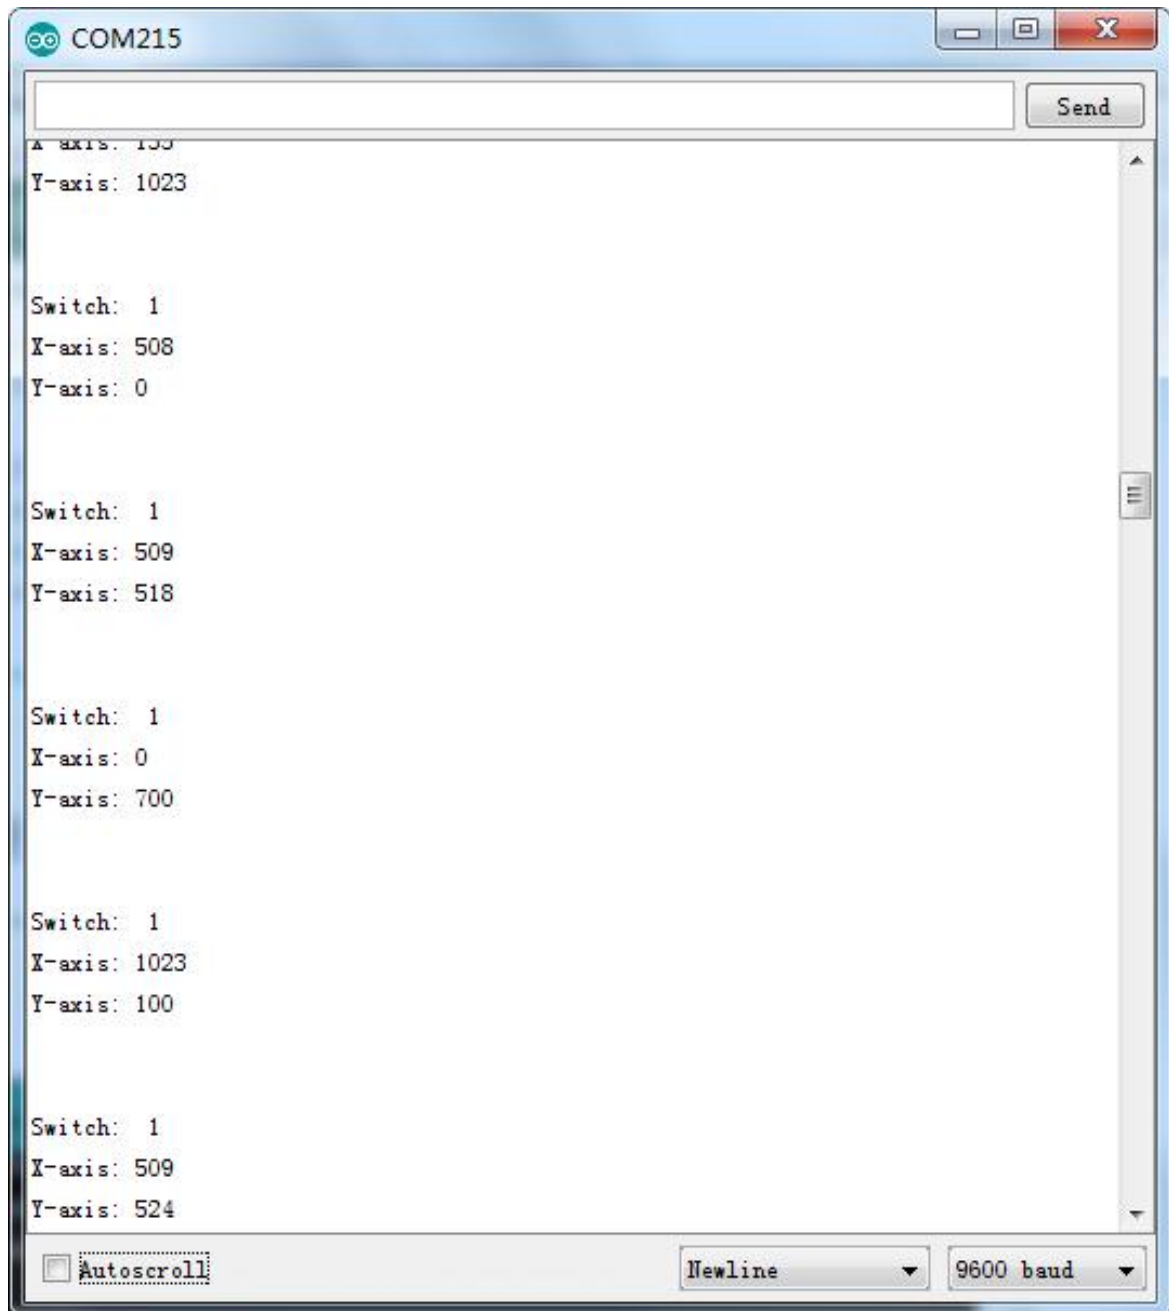 COM215
Send
Y-axis: 1023
Switch: 1
X-axis: 508
Y-axis: 0
Switch: 1
X-axis: 509
Y-axis: 518
Switch: 1
X-axis: 0
Y-axis: 700
Switch: 1
X-axis: 1023
Y-axis: 100
Switch: 1
X-axis: 509
Y-axis: 524
Autoscroll
Newline
9600 baud